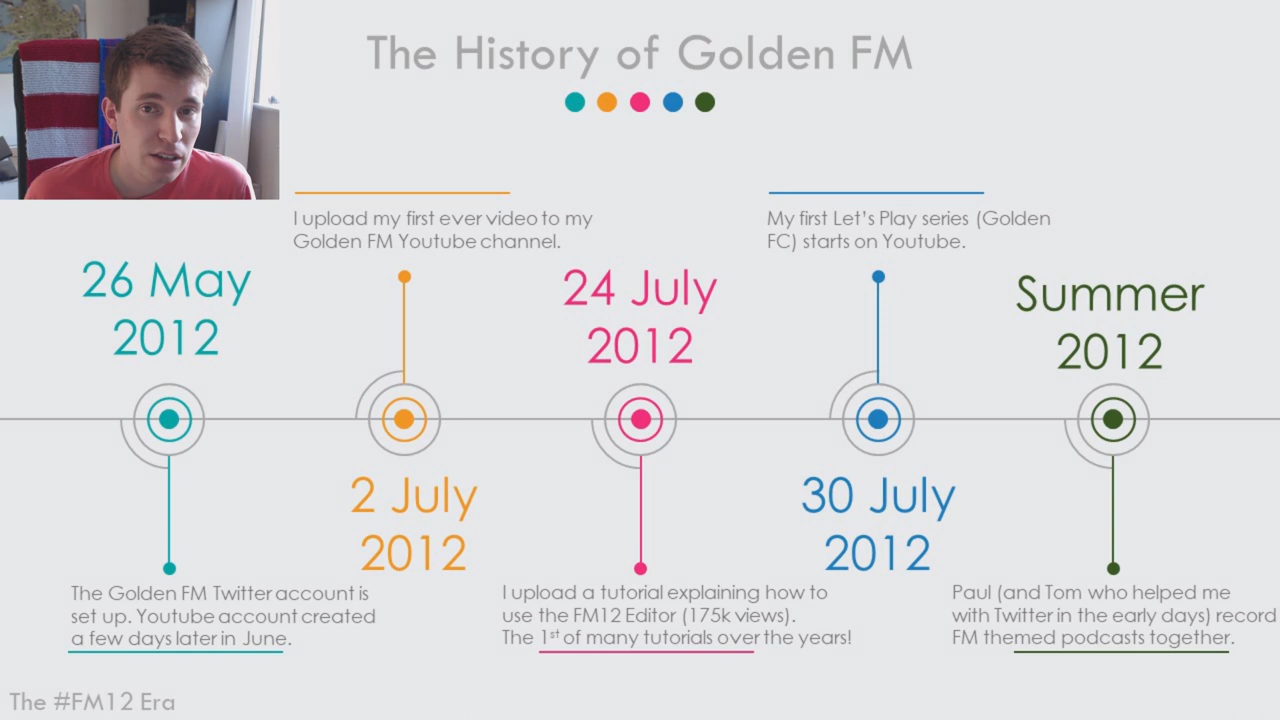 The History of Golden FM
I upload my first ever video to my
Golden FM Youtube channel.
My first Let's Play series (Golden
FC) starts on Youtube.
26 May
2012
24 July
2012
Summer
2012
2 July
2012
30 July
2012
The Golden FM Twitter account is
set up. Youtube account created
a few days later in June.
I upload a tutorial explaining how to
use the FM12 Editor (175k views).
The 1st of many tutorials over the years!
Paul (and Tom who helped me
with Twitter in the early days) record
FM themed podcasts together.
The #FM12 Era